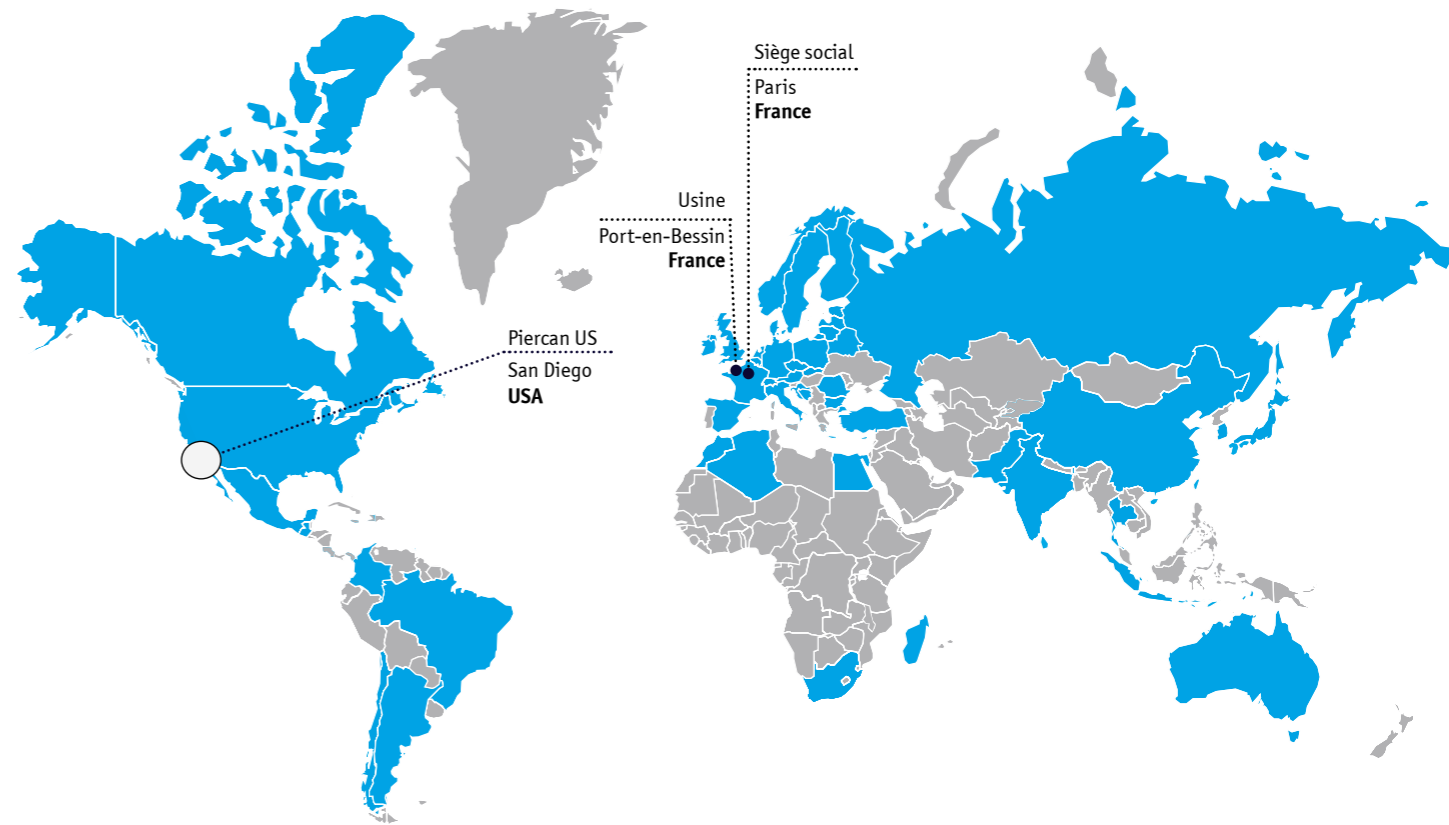 Siège social
Paris
France
Usine
Port-en-Bessin
France
Piercan US
San Diego
USA